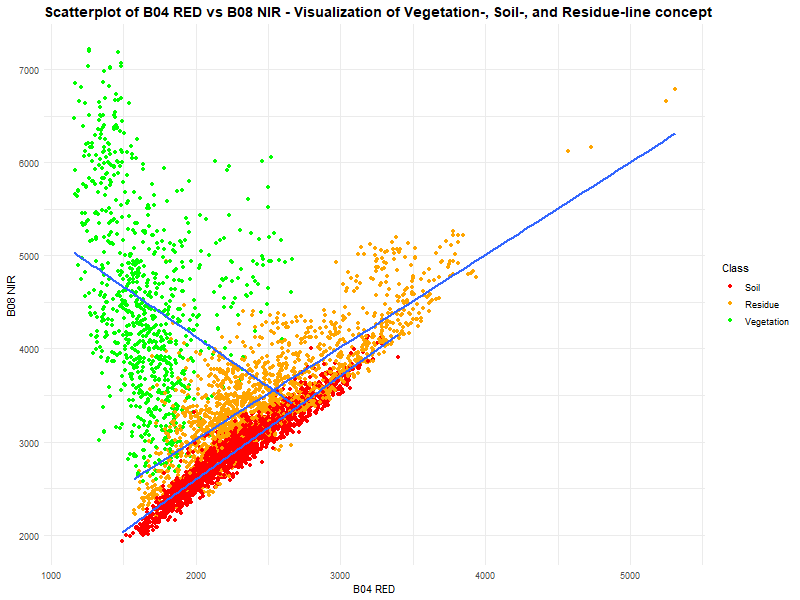 Scatterplot of B04 RED vs B08 NIR - Visualization of Vegetation-, Soil-, and Residue-line concept
7000
6000
5000
4000
3000
2000
B08 NIR
1000 2000 3000 4000 5000
B04 RED
Class
Soil
Residue
Vegetation